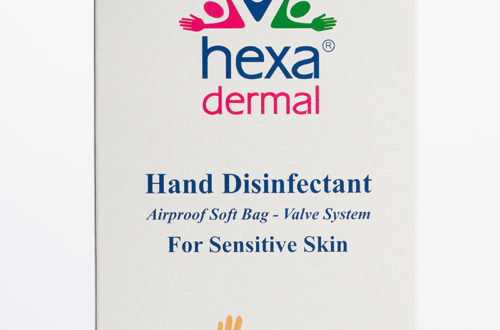 hexa®
dermal
Hand Disinfectant
Airproof Soft Bag - Valve System
For Sensitive Skin